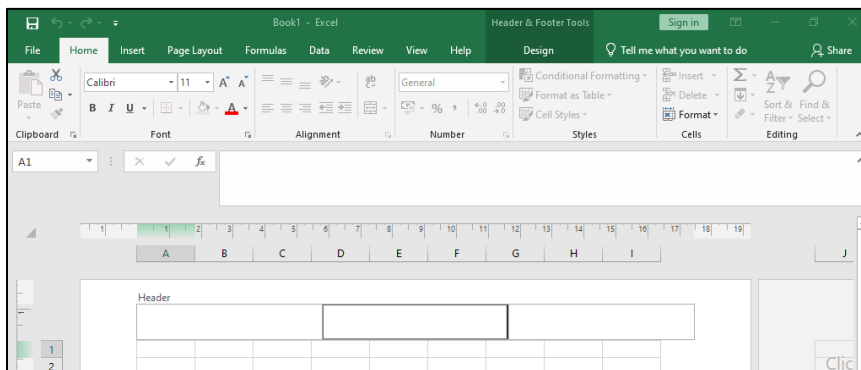 Book1 - Excel Header & Footer Tools Sign in
File Home Insert Page Layout Formulas Data Review View Help Design Tell me what you want to do Share
Calibri 11 A A General Conditional Formatting Insert Σ
Paste B I U A % , Format as Table Delete Sort & Find &
Cell Styles Format Filter Select
Clipboard Font Alignment Number Styles Cells Editing
A1 fx
1 1 2 3 4 5 6 7 8 9 10 11 12 13 14 15 16 17 18 19
A B C D E F G H I J
Header
1
2
Clic